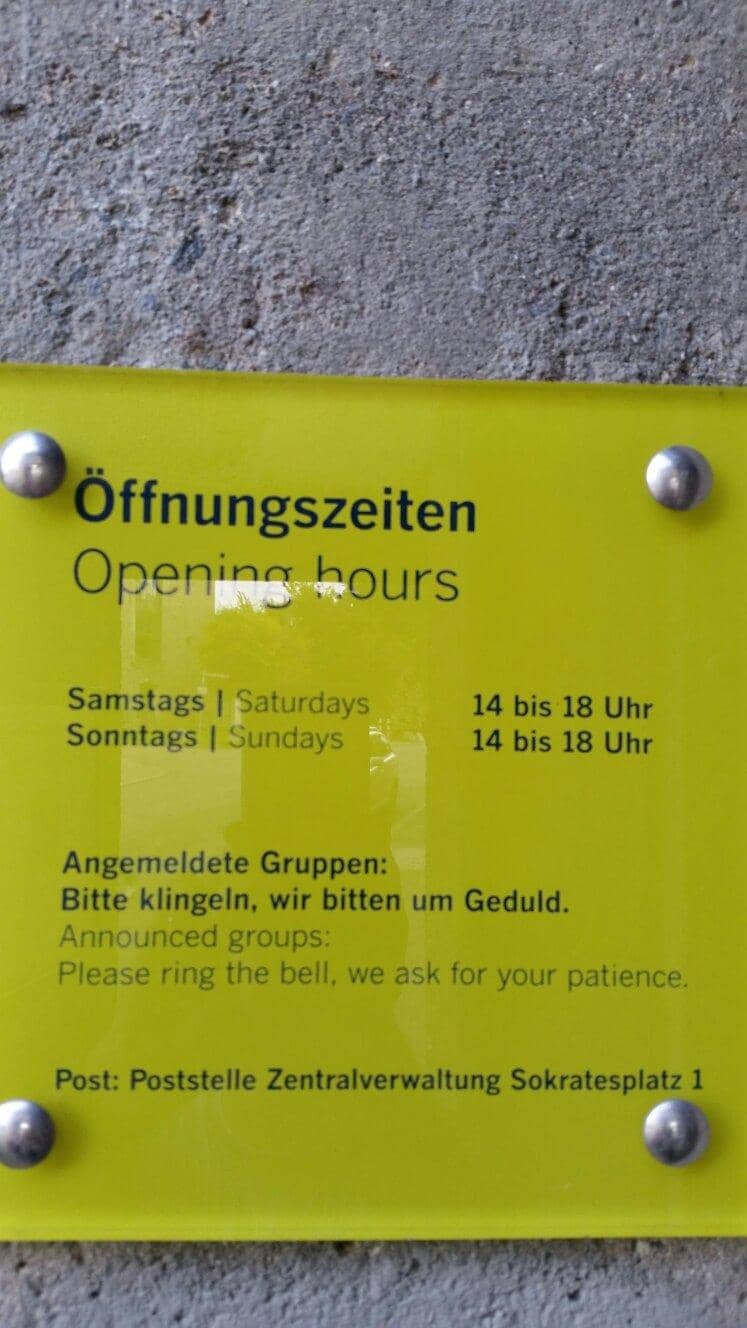 Öffnungszeiten
Opening hours
Samstags | Saturdays 14 bis 18 Uhr
Sonntags | Sundays 14 bis 18 Uhr
Angemeldete Gruppen:
Bitte klingeln, wir bitten um Geduld.
Announced groups:
Please ring the bell, we ask for your patience.
Post: Poststelle Zentralverwaltung Sokratesplatz 1